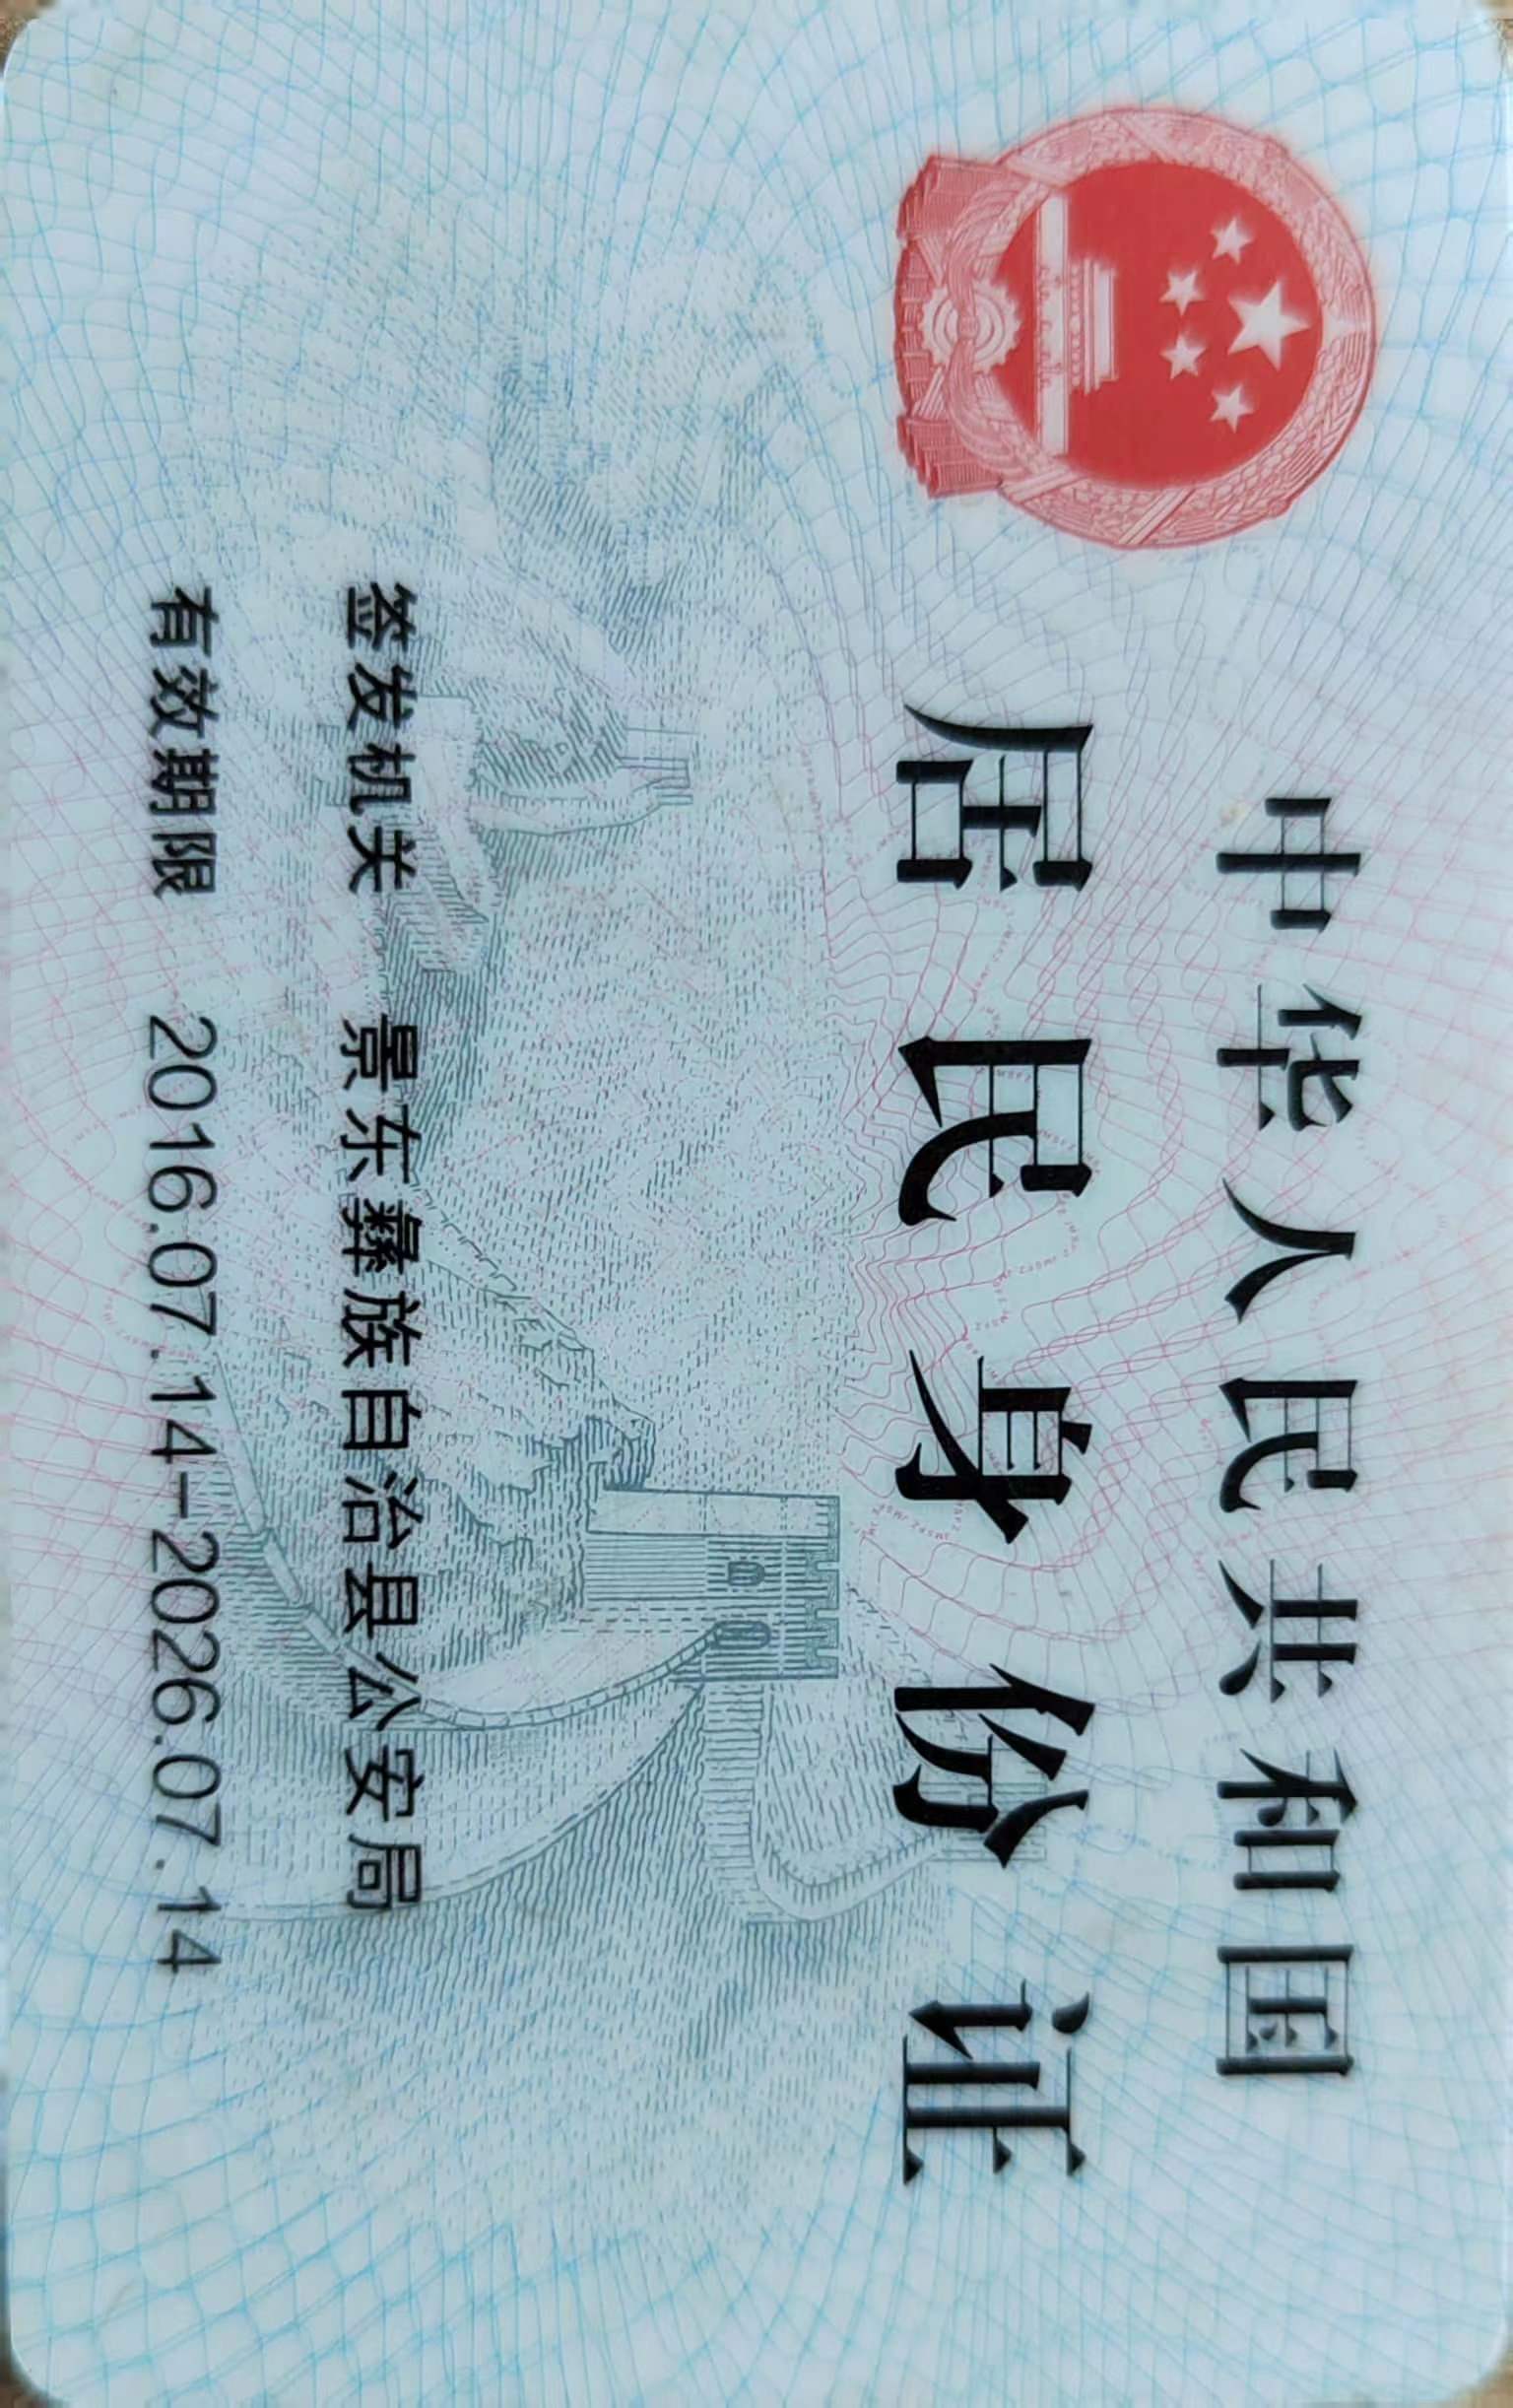 中华人民共和国
居民身份证
签发机关 景东彝族自治县公安局
有效期限 2016.07.14-2026.07.14